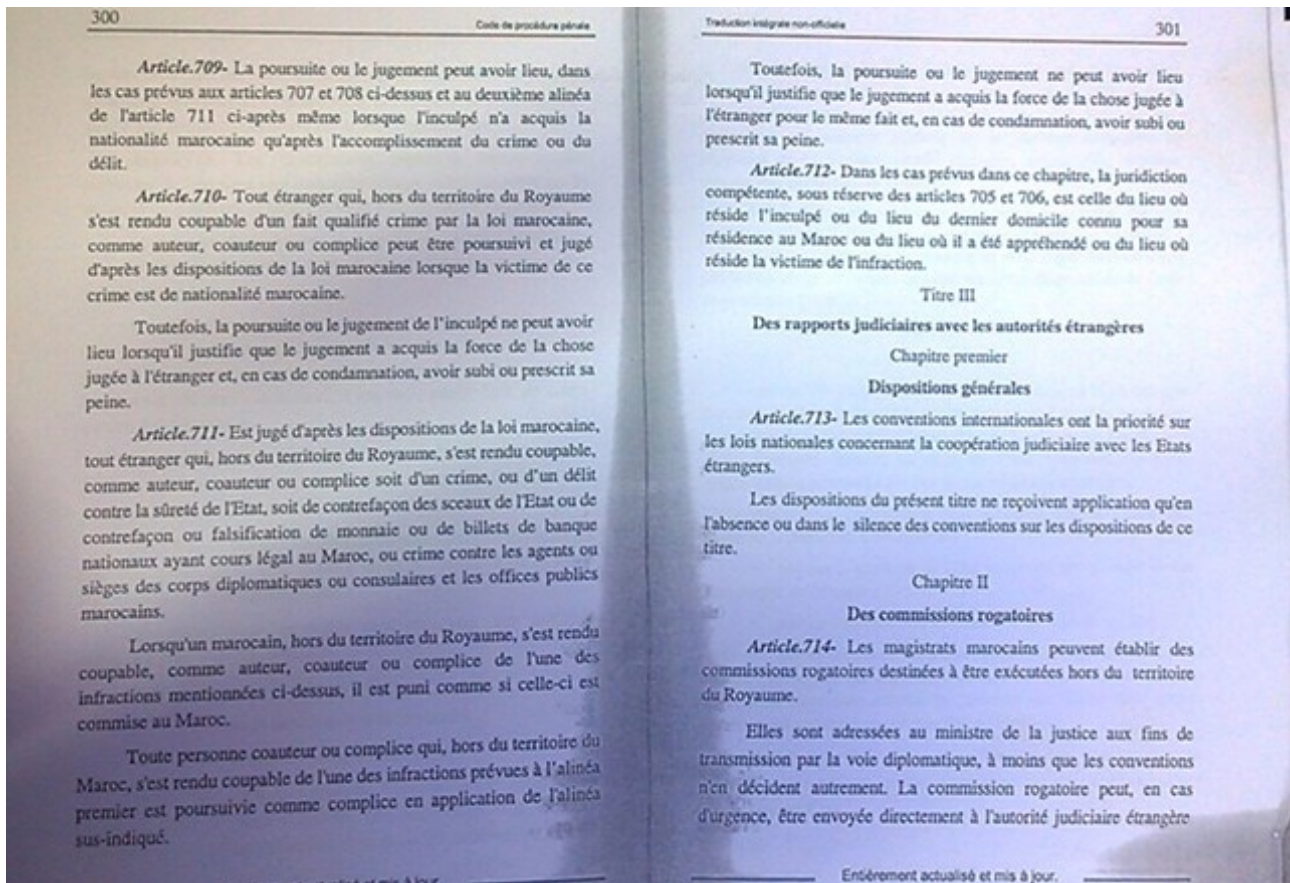 300
Code de procédure pénale
Article.709- La poursuite ou le jugement peut avoir lieu, dans
les cas prévus aux articles 707 et 708 ci-dessus et au deuxième alinéa
de l'article 711 ci-après même lorsque l'inculpé n'a acquis la
nationalité marocaine qu'après l'accomplissement du crime ou du
délit.
Article.710- Tout étranger qui, hors du territoire du Royaume
s'est rendu coupable d'un fait qualifié crime par la loi marocaine,
comme auteur, coauteur ou complice peut être poursuivi et jugé
d'après les dispositions de la loi marocaine lorsque la victime de ce
crime est de nationalité marocaine.
Toutefois, la poursuite ou le jugement de l'inculpé ne peut avoir
lieu lorsqu'il justifie que le jugement a acquis la force de la chose
jugée à l'étranger et, en cas de condamnation, avoir subi ou prescrit sa
peine.
Article.711- Est jugé d'après les dispositions de la loi marocaine,
tout étranger qui, hors du territoire du Royaume, s'est rendu coupable,
comme auteur, coauteur ou complice soit d'un crime, ou d'un délit
contre la sûreté de l'Etat, soit de contrefaçon des sceaux de l'Etat ou de
contrefaçon ou falsification de monnaie ou de billets de banque
nationaux ayant cours légal au Maroc, ou crime contre les agents ou
sièges des corps diplomatiques ou consulaires et les offices publics
marocains.
Lorsqu'un marocain, hors du territoire du Royaume, s'est rendu
coupable, comme auteur, coauteur ou complice de l'une des
infractions mentionnées ci-dessus, il est puni comme si celle-ci est
commise au Maroc.
Toute personne coauteur ou complice qui, hors du territoire du
Maroc, s'est rendu coupable de l'une des infractions prévues à l'alinéa
premier est poursuivie comme complice en application de l'alinéa
sus-indiqué.
et mis à jour
Traduction intégrale non-officielle
301
Toutefois, la poursuite ou le jugement ne peut avoir lieu
lorsqu'il justifie que le jugement a acquis la force de la chose jugée à
l'étranger pour le même fait et, en cas de condamnation, avoir subi ou
prescrit sa peine.
Article.712- Dans les cas prévus dans ce chapitre, la juridiction
compétente, sous réserve des articles 705 et 706, est celle du lieu où
réside l'inculpé ou du lieu du dernier domicile connu pour sa
résidence au Maroc ou du lieu où il a été appréhendé ou du lieu où
réside la victime de l'infraction.
Titre III
Des rapports judiciaires avec les autorités étrangères
Chapitre premier
Dispositions générales
Article.713- Les conventions internationales ont la priorité sur
les lois nationales concernant la coopération judiciaire avec les Etats
étrangers.
Les dispositions du présent titre ne reçoivent application qu'en
l'absence ou dans le silence des conventions sur les dispositions de ce
titre.
Chapitre II
Des commissions rogatoires
Article.714- Les magistrats marocains peuvent établir des
commissions rogatoires destinées à être exécutées hors du territoire
du Royaume.
Elles sont adressées au ministre de la justice aux fins de
transmission par la voie diplomatique, à moins que les conventions
n'en décident autrement. La commission rogatoire peut, en cas
d'urgence, être envoyée directement à l'autorité judiciaire étrangère
Entièrement actualisé et mis à jour.